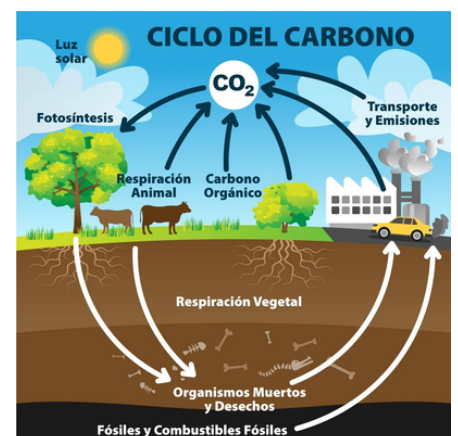 CICLO DEL CARBONO
Luz
solar
CO₂
Fotosíntesis
Transporte
y Emisiones
Respiración
Animal
Carbono
Orgánico
Respiración Vegetal
Organismos Muertos
y Desechos
Fósiles y Combustibles Fósiles